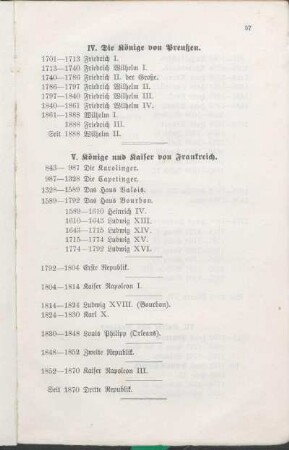 97
IV. Die Könige von Preußen.
1701—1713 Friedrich I.
1713—1740 Friedrich Wilhelm I.
1740—1786 Friedrich II. der Große.
1786—1797 Friedrich Wilhelm II.
1797—1840 Friedrich Wilhelm III.
1840—1861 Friedrich Wilhelm IV.
1861—1888 Wilhelm I.
1888 Friedrich III.
Seit 1888 Wilhelm II.
V. Könige und Kaiser von Frankreich.
843— 987 Die Karolinger.
987—1328 Die Capetinger.
1328—1589 Das Haus Valois.
1589—1792 Das Haus Bourbon.
1589—1610 Heinrich IV.
1610—1643 Ludwig XIII.
1643—1715 Ludwig XIV.
1715—1774 Ludwig XV.
1774—1792 Ludwig XVI.
1792—1804 Erste Republik.
1804—1814 Kaiser Napoleon I.
1814—1824 Ludwig XVIII. (Bourbon).
1824—1830 Karl X.
1830—1848 Louis Philipp (Orleans).
1848—1852 Zweite Republik.
1852—1870 Kaiser Napoleon III.
Seit 1870 Dritte Republik.